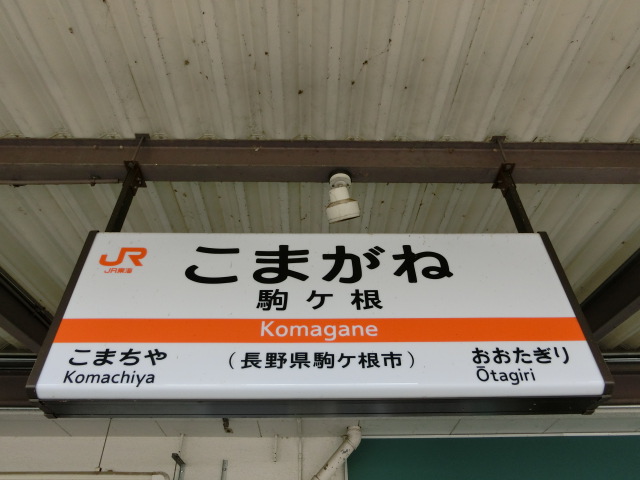 JR
JR東海
こまがね
駒ヶ根
Komagane
こまちや
Komachiya
（長野県駒ケ根市）
おおたぎり
Ōtagiri